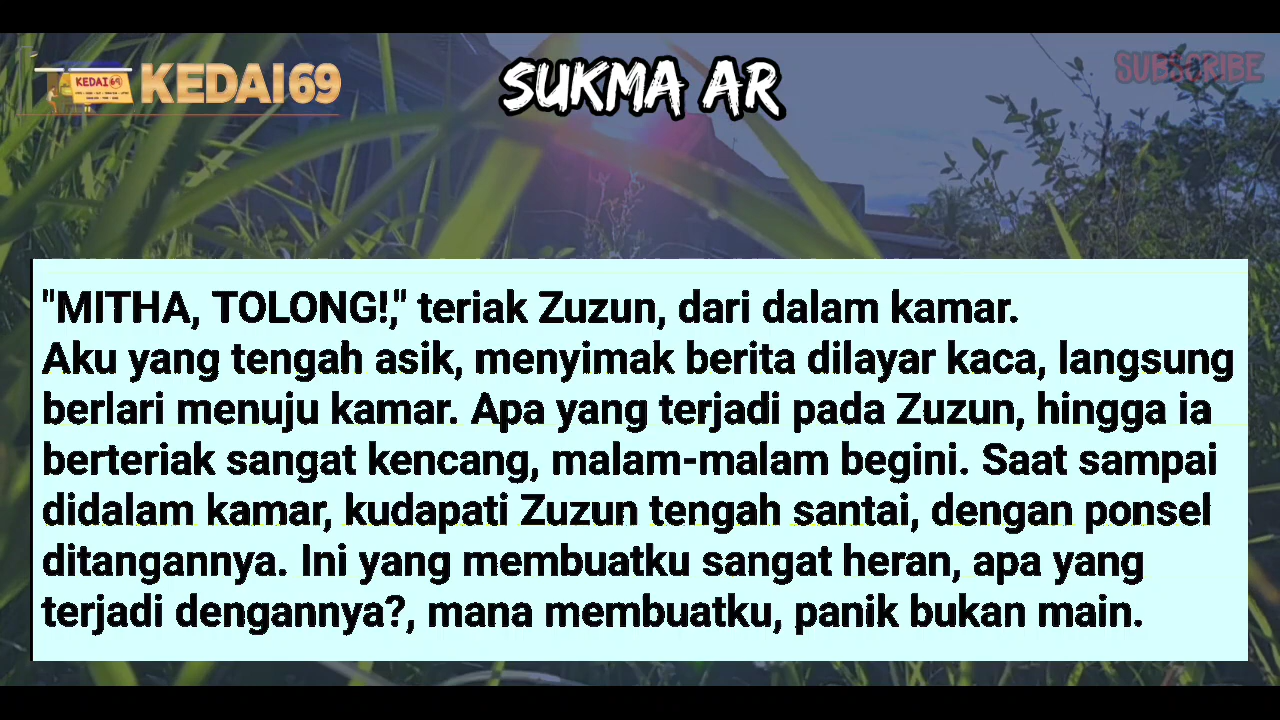 KEDAI69
KEDAI 69
SUKMA AR
SUBSCRIBE
"MITHA, TOLONG!," teriak Zuzun, dari dalam kamar.
Aku yang tengah asik, menyimak berita dilayar kaca, langsung
berlari menuju kamar. Apa yang terjadi pada Zuzun, hingga ia
berteriak sangat kencang, malam-malam begini. Saat sampai
didalam kamar, kudapati Zuzun tengah santai, dengan ponsel
ditangannya. Ini yang membuatku sangat heran, apa yang
terjadi dengannya?, mana membuatku, panik bukan main.